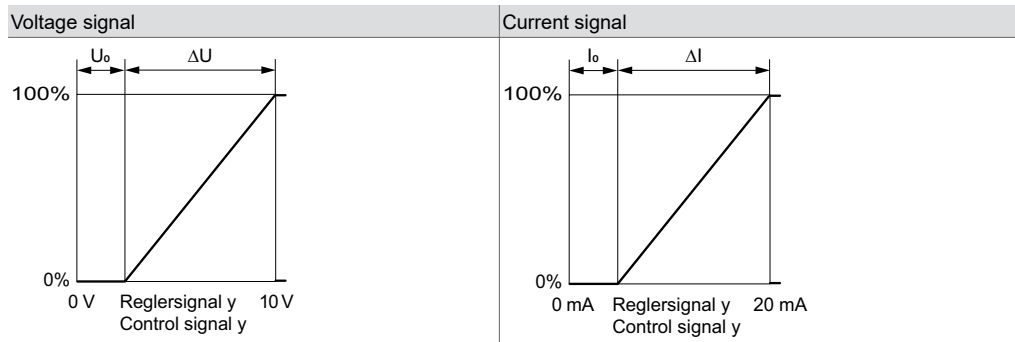 Voltage signal
U₀
ΔU
100%
0%
0 V
Reglersignal y
10 V
Control signal y
Current signal
I₀
ΔI
100%
0%
0 mA
Reglersignal y
20 mA
Control signal y